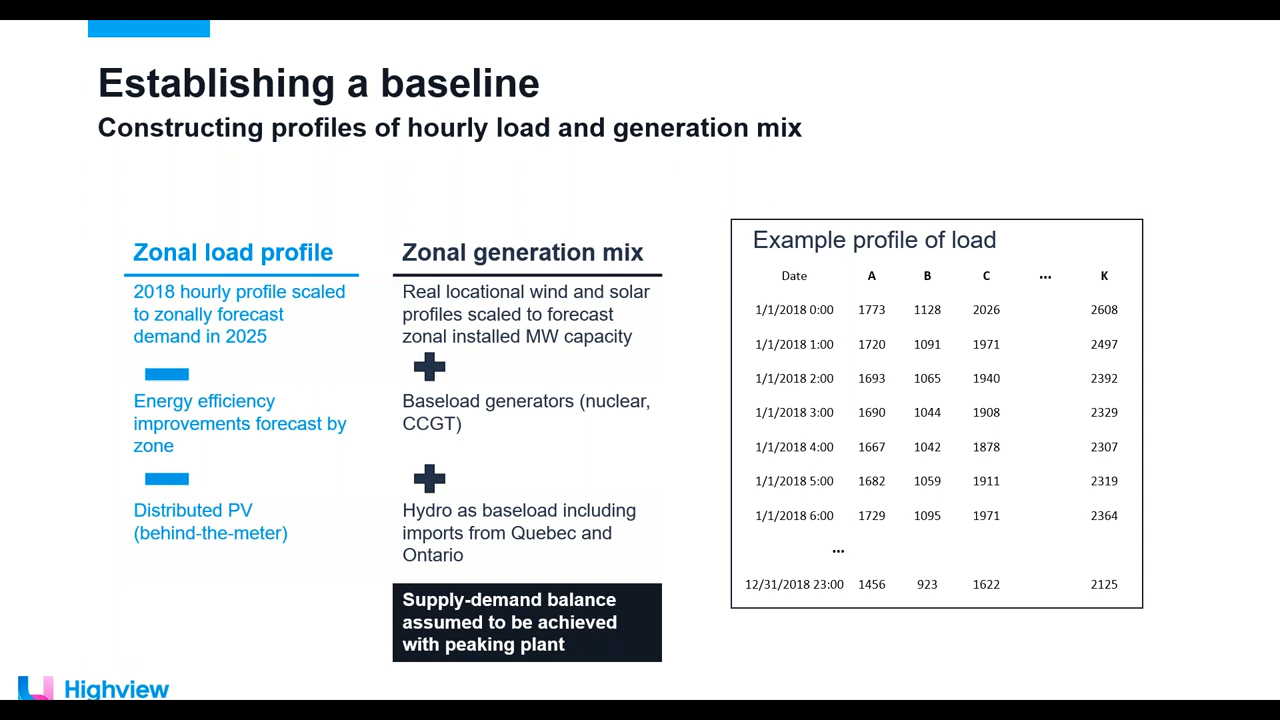 Establishing a baseline
Constructing profiles of hourly load and generation mix
Zonal load profile
2018 hourly profile scaled
to zonally forecast
demand in 2025
Energy efficiency
improvements forecast by
zone
Distributed PV
(behind-the-meter)
Zonal generation mix
Real locational wind and solar
profiles scaled to forecast
zonal installed MW capacity
Baseload generators (nuclear,
CCGT)
Hydro as baseload including
imports from Quebec and
Ontario
Supply-demand balance
assumed to be achieved
with peaking plant
Example profile of load
Date A B C ... K
1/1/2018 0:00 1773 1128 2026 2608
1/1/2018 1:00 1720 1091 1971 2497
1/1/2018 2:00 1693 1065 1940 2392
1/1/2018 3:00 1690 1044 1908 2329
1/1/2018 4:00 1667 1042 1878 2307
1/1/2018 5:00 1682 1059 1911 2319
1/1/2018 6:00 1729 1095 1971 2364
...
12/31/2018 23:00 1456 923 1622 2125
Highview